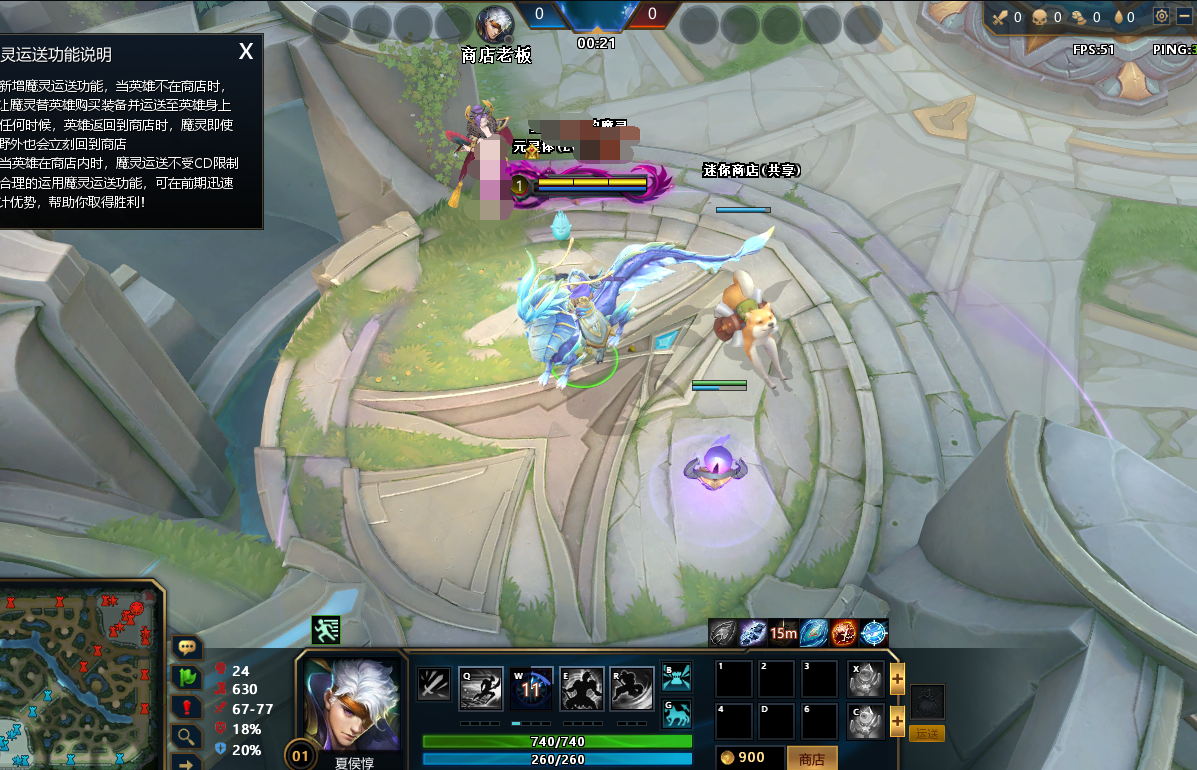 0
0
00:21
商店老板
0 0 0 0
FPS:51
PING:3
灵运送功能说明
X
新增魔灵运送功能，当英雄不在商店时，
让魔灵替英雄购买装备并运送至英雄身上
任何时候，英雄返回到商店时，魔灵即使
野外也会立刻回到商店
当英雄在商店内时，魔灵运送不受CD限制
合理的运用魔灵运送功能，可在前期迅速
计优势，帮助你取得胜利！
1
迷你商店(共享)
15m
24
630
67-77
18%
20%
01
夏侯惇
Q
W
11
E
R
B
G
740/740
260/260
1
2
3
X
+
4
D
6
C
+
900
商店
运送